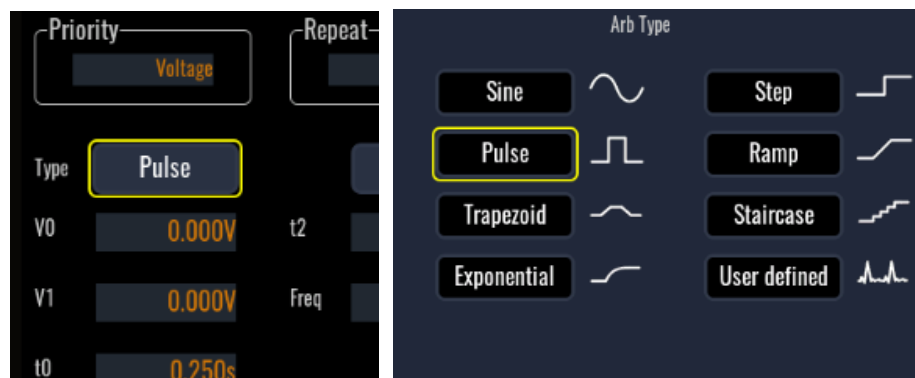 Priority
Repeat
Voltage
Type Pulse
V0 0.000V t2
V1 0.000V Freq
t0 0.250s
Arb Type
Sine Step
Pulse Ramp
Trapezoid Staircase
Exponential User defined